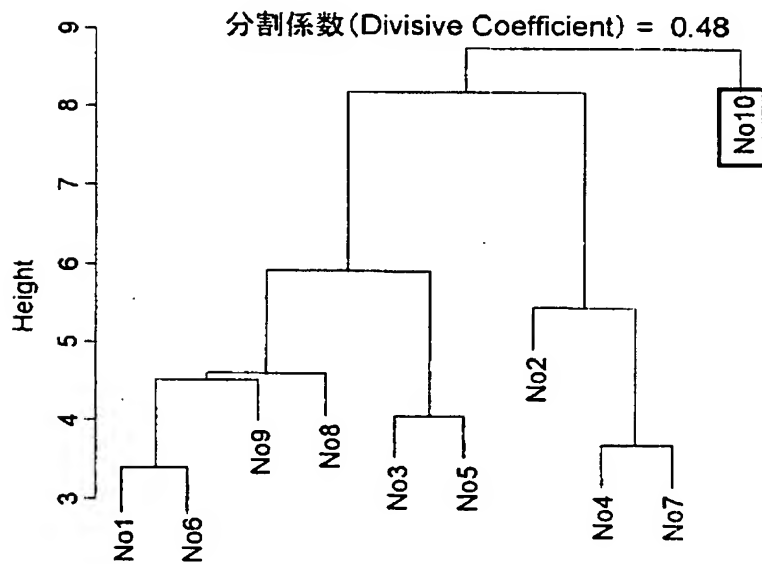 分割係数(Divisive Coefficient) = 0.48
9
8
7
6
5
4
3
Height
No10
No2
No9
No8
No3
No5
No4
No7
No1
No6